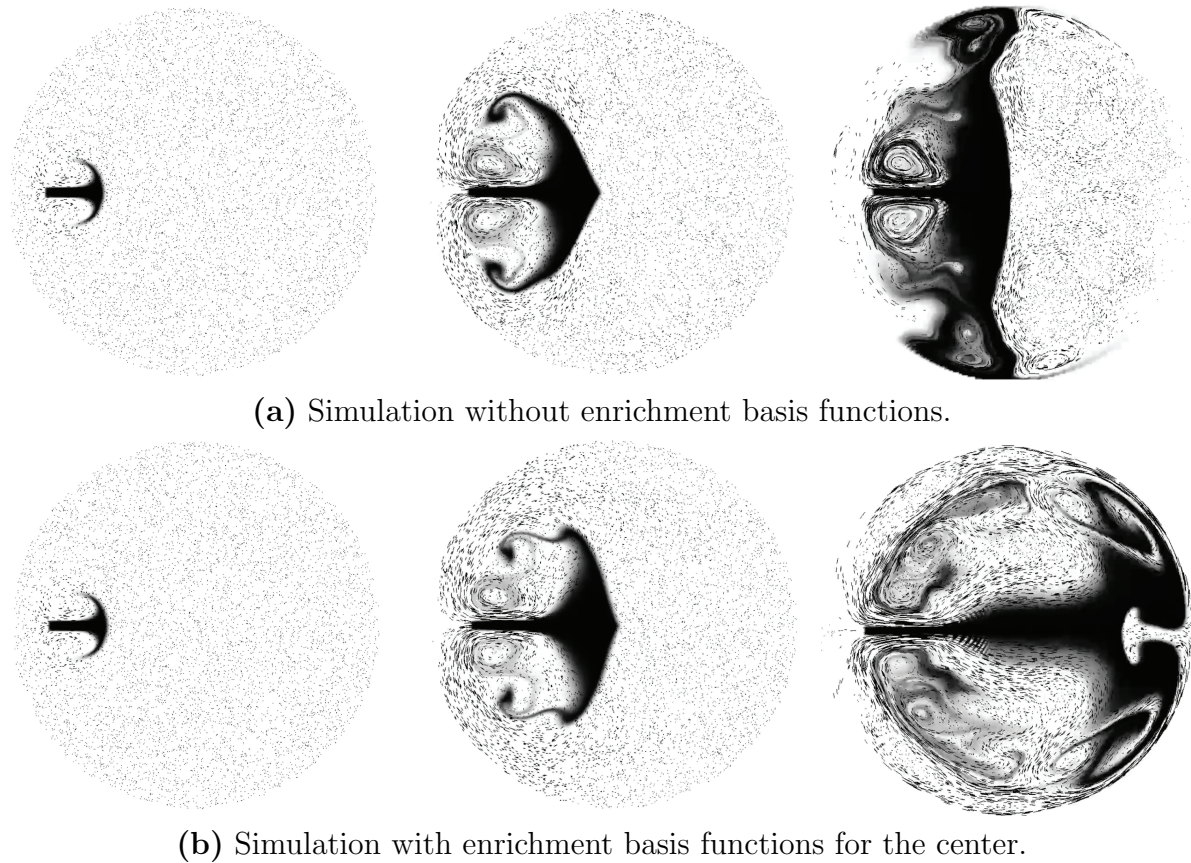 (a) Simulation without enrichment basis functions.
(b) Simulation with enrichment basis functions for the center.